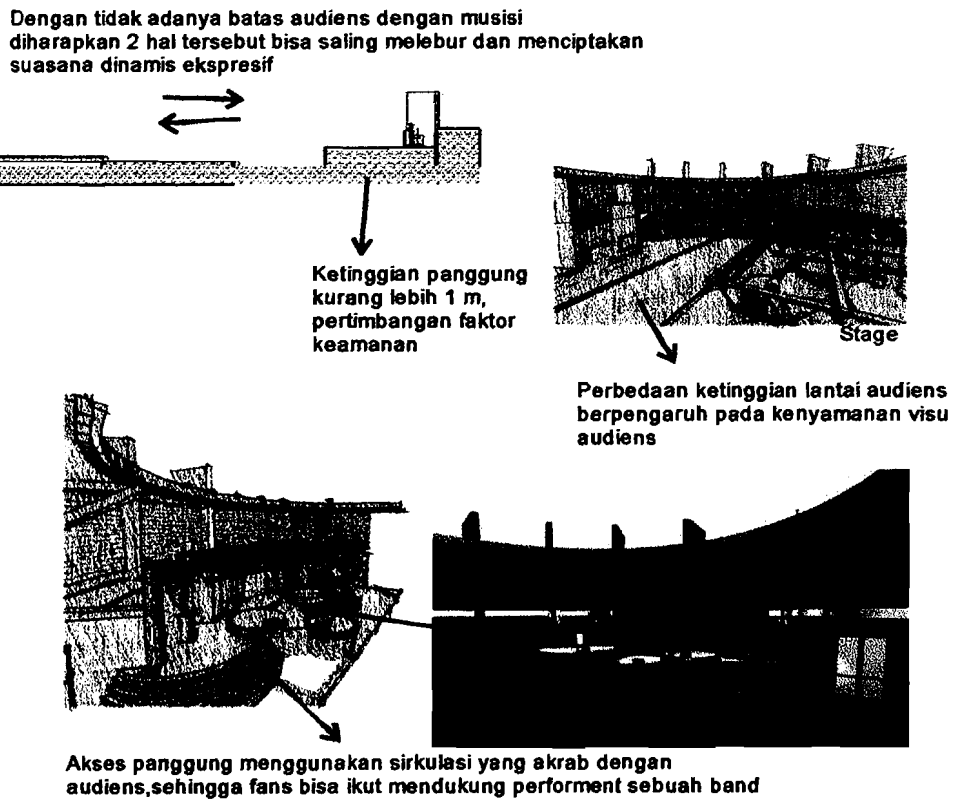 Dengan tidak adanya batas audiens dengan musisi
diharapkan 2 hal tersebut bisa saling melebur dan menciptakan
suasana dinamis ekspresif
Ketinggian panggung
kurang lebih 1 m,
pertimbangan faktor
keamanan
Stage
Perbedaan ketinggian lantai audiens
berpengaruh pada kenyamanan visu
audiens
Akses panggung menggunakan sirkulasi yang akrab dengan
audiens,sehingga fans bisa ikut mendukung performent sebuah band